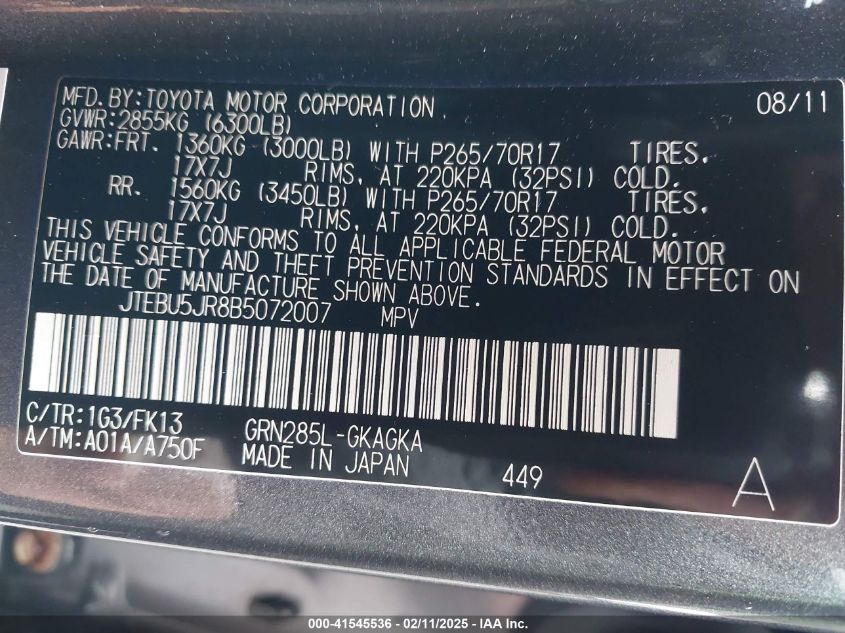 MFD. BY: TOYOTA MOTOR CORPORATION 08/11
GVWR: 2855KG (6300LB)
GAWR: FRT. 1360KG (3000LB) WITH P265/70R17 TIRES,
17X7J RIMS, AT 220KPA (32PSI) COLD.
RR. 1560KG (3450LB) WITH P265/70R17 TIRES,
17X7J RIMS, AT 220KPA (32PSI) COLD.
THIS VEHICLE CONFORMS TO ALL APPLICABLE FEDERAL MOTOR
VEHICLE SAFETY AND THEFT PREVENTION STANDARDS IN EFFECT ON
THE DATE OF MANUFACTURE SHOWN ABOVE.
JTEBU5JR8B5072007 MPV
C/TR: 1G3/FK13 GRN285L-GKAGKA
A/TM: A01A/A750F MADE IN JAPAN 449 A
000-41545536 - 02/11/2025 - © IAA Inc.